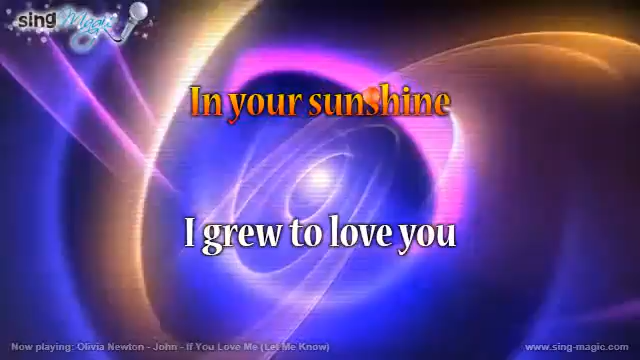 sing Magic
In your sunshine
I grew to love you
Now playing: Olivia Newton - John - If You Love Me (Let Me Know)
www.sing-magic.com